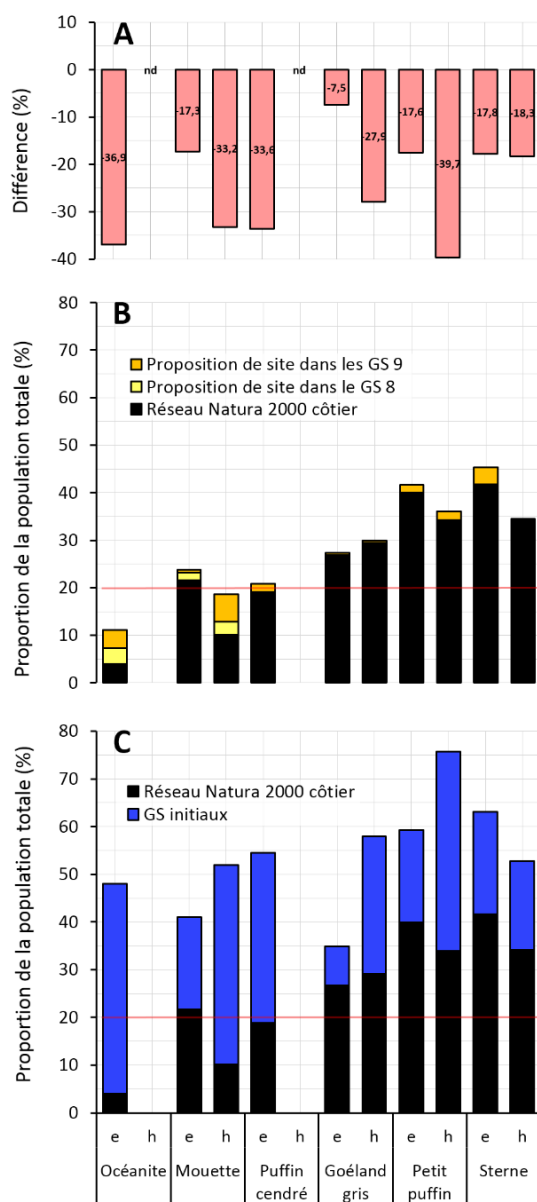 10
A
0
nd
nd
-7,5
-17,3
-17,6
-17,8
-18,3
-10
-27,9
-33,2
-33,6
-36,9
-39,7
-20
-30
-40
Différence (%)
80
B
70
60
50
40
30
20
10
0
Proposition de site dans les GS 9
Proposition de site dans le GS 8
Réseau Natura 2000 côtier
Proportion de la population totale (%)
80
C
70
60
50
40
30
20
10
0
Réseau Natura 2000 côtier
GS initiaux
Proportion de la population totale (%)
e h e h e h e h e h e h
Océanite Mouette Puffin cendré Goéland gris Petit puffin Sterne